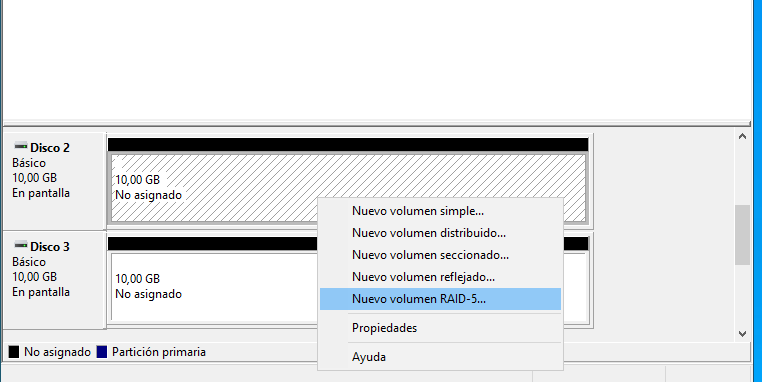 Disco 2
Básico
10,00 GB
En pantalla
10,00 GB
No asignado
Disco 3
Básico
10,00 GB
En pantalla
10,00 GB
No asignado
Nuevo volumen simple...
Nuevo volumen distribuido...
Nuevo volumen seccionado...
Nuevo volumen reflejado...
Nuevo volumen RAID-5...
Propiedades
Ayuda
No asignado
Partición primaria